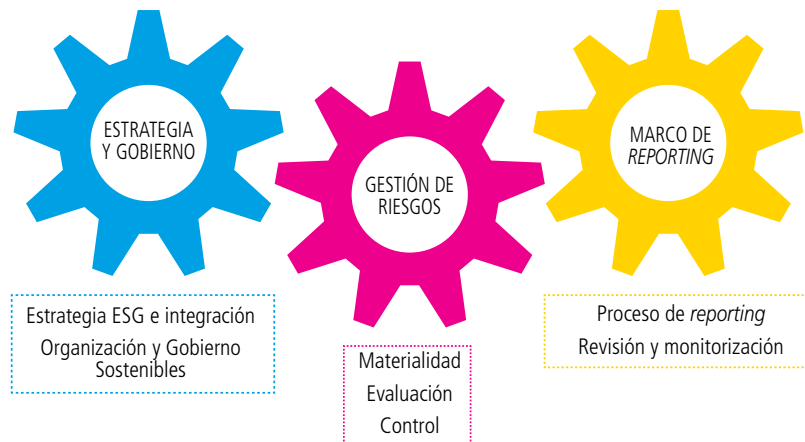 ESTRATEGIA
Y GOBIERNO
GESTIÓN DE
RIESGOS
MARCO DE
REPORTING
Estrategia ESG e integración
Organización y Gobierno
Sostenibles
Materialidad
Evaluación
Control
Proceso de reporting
Revisión y monitorización